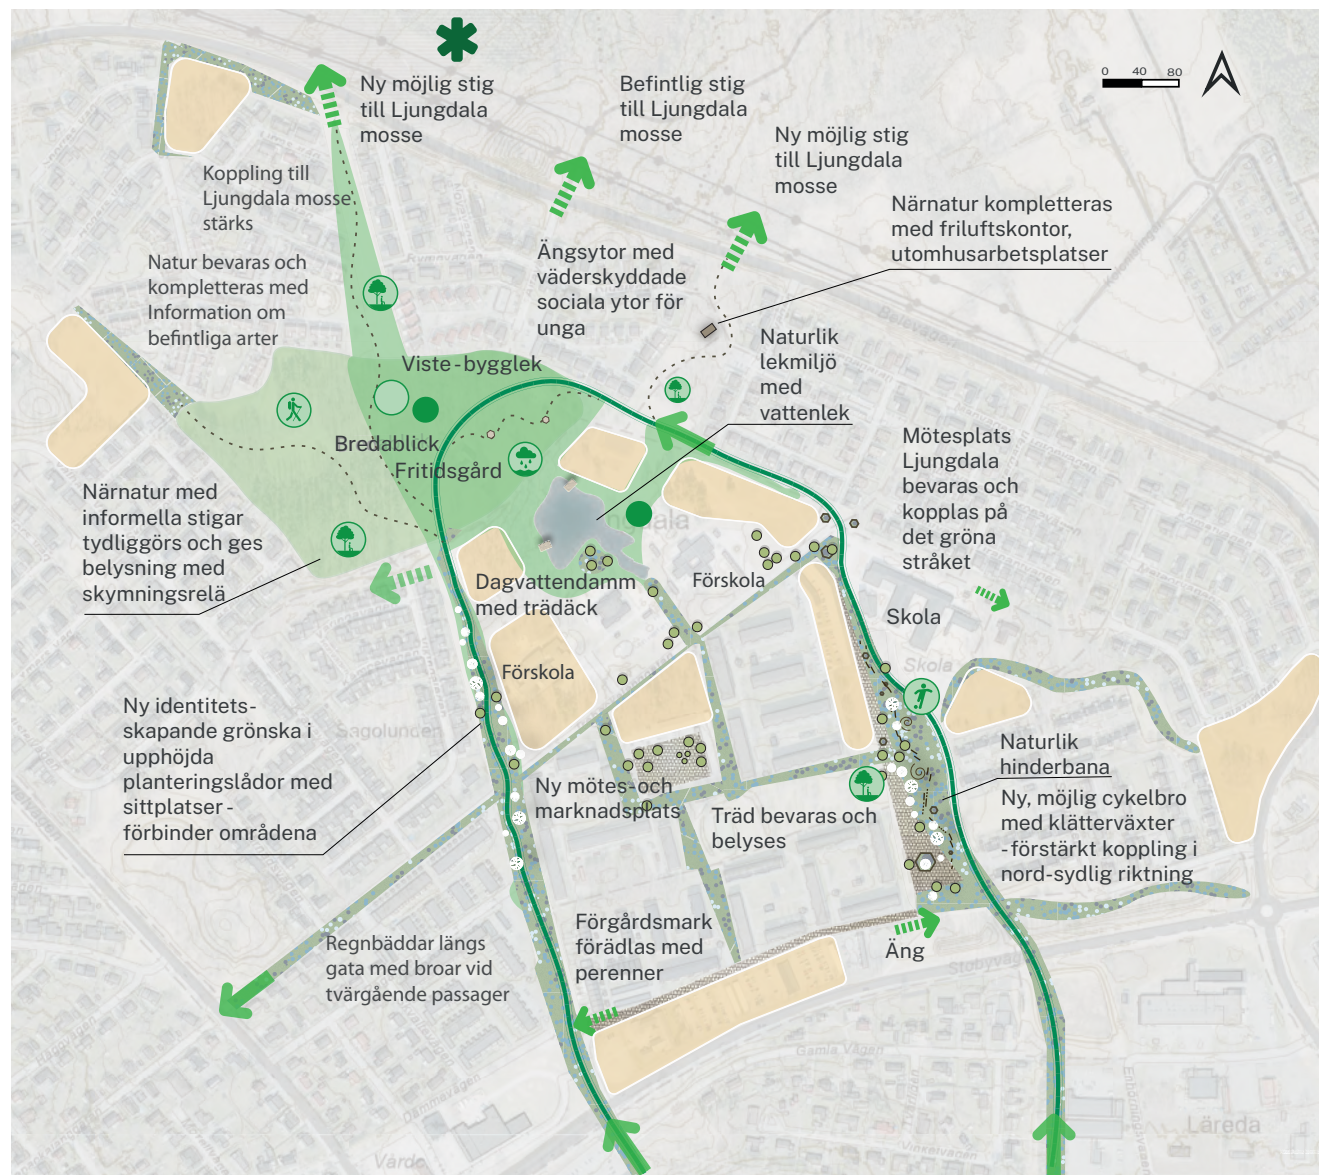 Ny möjlig stig
till Ljungdala
mosse
Befintlig stig
till Ljungdala
mosse
0 40 80
Ny möjlig stig
till Ljungdala
mosse
Koppling till
Ljungdala mosse
stärks
Närnatur kompletteras
med friluftskontor,
utomhusarbetsplatser
Natur bevaras och
kompletteras med
Information om
befintliga arter
Ängsytor med
väderskyddade
sociala ytor för
unga
Naturlik
lekmiljö
med
vattenlek
Viste-bygglek
Bredablick
Fritidsgård
Mötesplats
Ljungdala
bevaras och
kopplas på
det gröna
stråket
Närnatur med
informella stigar
tydliggörs och ges
belysning med
skymningsrelä
Dagvattendamm
med trädäck
Förskola
Skola
Skola
Förskola
Ny identitets-
skapande grönska i
upphöjda
planteringslådor med
sittplatser -
förbinder områdena
Sagolunden
Ny mötes- och
marknadsplats
Träd bevaras och
belyses
Naturlik
hinderbana
Ny, möjlig cykelbro
med klätterväxter
-förstärkt koppling i
nord-sydlig riktning
Regnbäddar längs
gata med broar vid
tvärgående passager
Förgårdsmark
förädlas med
perenner
Äng
Stobyvägen
Gamla Vägen
Vinkelvägen
Läreda